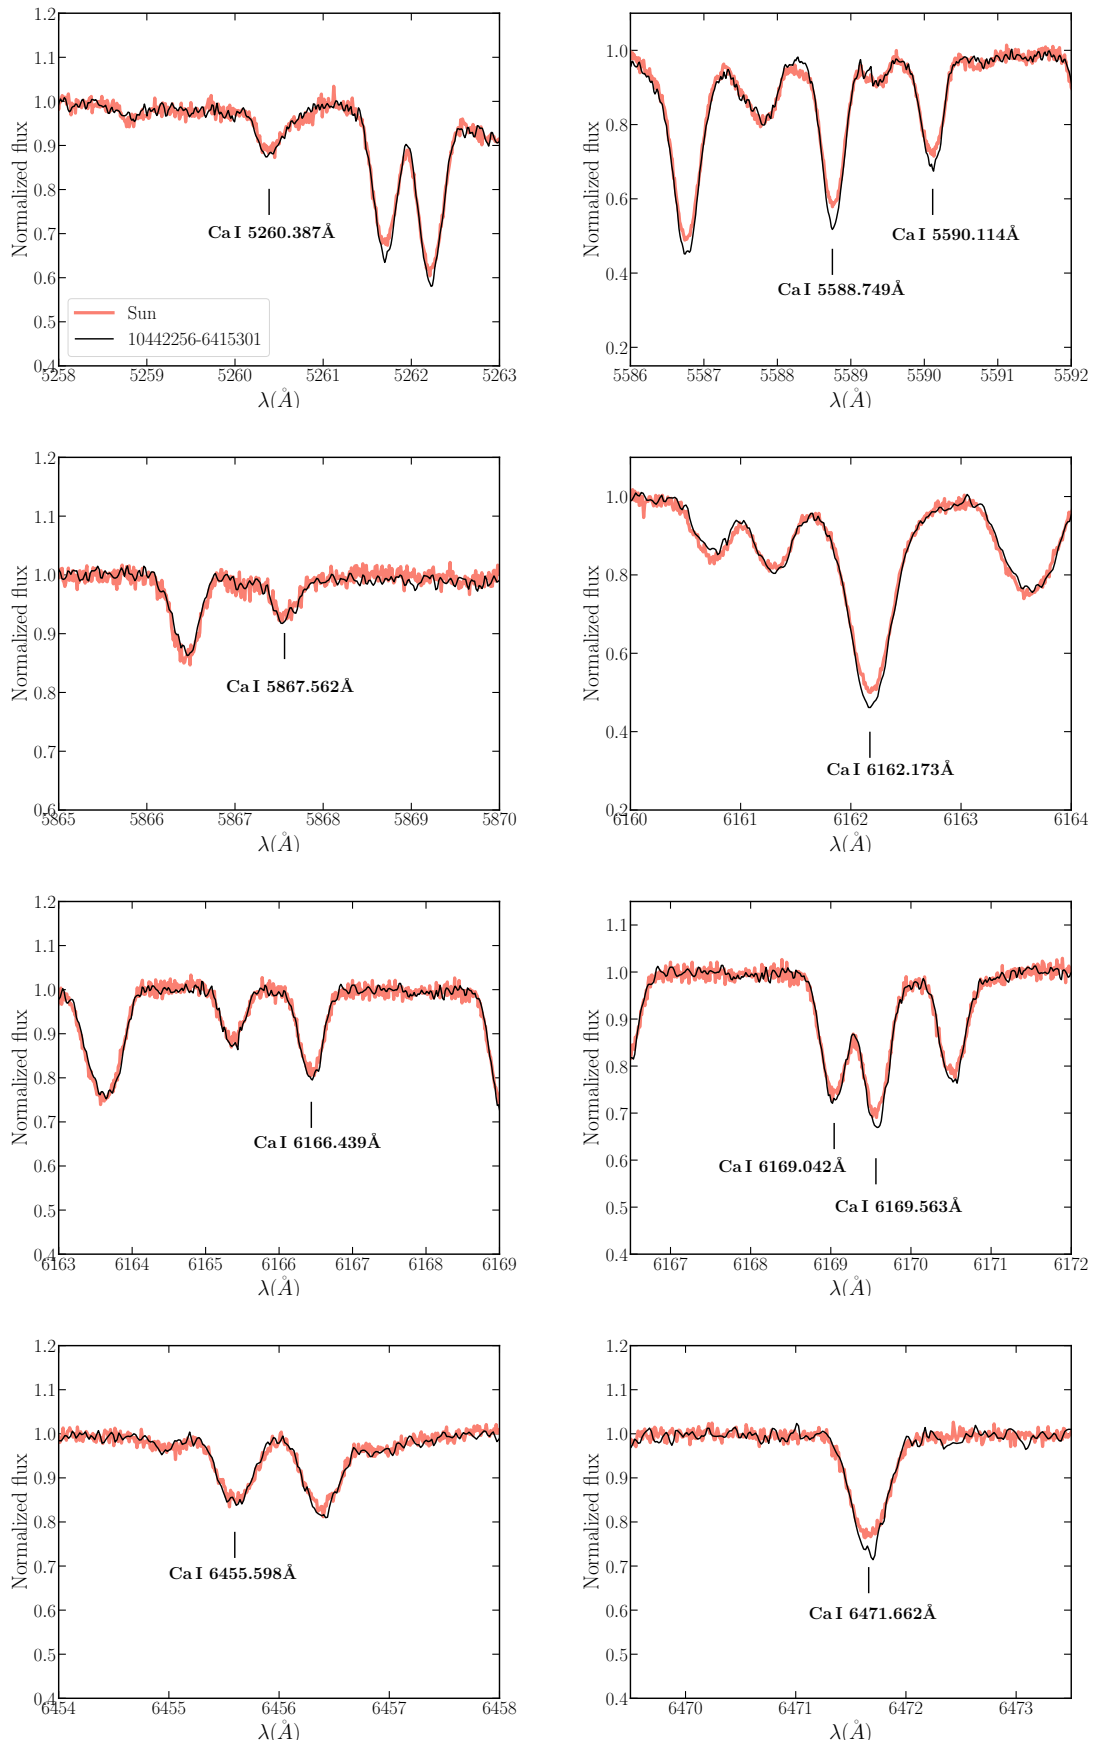 1.2
1.1
1.0
0.9
0.8
0.7
0.6
0.5
0.4
Normalized flux
Ca I 5260.387Å
Sun
10442256-6415301
5258 5259 5260 5261 5262 5263
λ(Å)
1.0
0.8
0.6
0.4
0.2
Normalized flux
Ca I 5590.114Å
Ca I 5588.749Å
5586 5587 5588 5589 5590 5591 5592
λ(Å)
1.2
1.1
1.0
0.9
0.8
0.7
0.6
Normalized flux
Ca I 5867.562Å
5865 5866 5867 5868 5869 5870
λ(Å)
1.0
0.8
0.6
0.4
0.2
Normalized flux
Ca I 6162.173Å
6160 6161 6162 6163 6164
λ(Å)
1.2
1.1
1.0
0.9
0.8
0.7
0.6
0.5
0.4
Normalized flux
Ca I 6166.439Å
6163 6164 6165 6166 6167 6168 6169
λ(Å)
1.1
1.0
0.9
0.8
0.7
0.6
0.5
0.4
Normalized flux
Ca I 6169.042Å
Ca I 6169.563Å
6167 6168 6169 6170 6171 6172
λ(Å)
1.2
1.1
1.0
0.9
0.8
0.7
0.6
0.5
0.4
Normalized flux
Ca I 6455.598Å
6454 6455 6456 6457 6458
λ(Å)
1.2
1.1
1.0
0.9
0.8
0.7
0.6
0.5
0.4
Normalized flux
Ca I 6471.662Å
6470 6471 6472 6473
λ(Å)